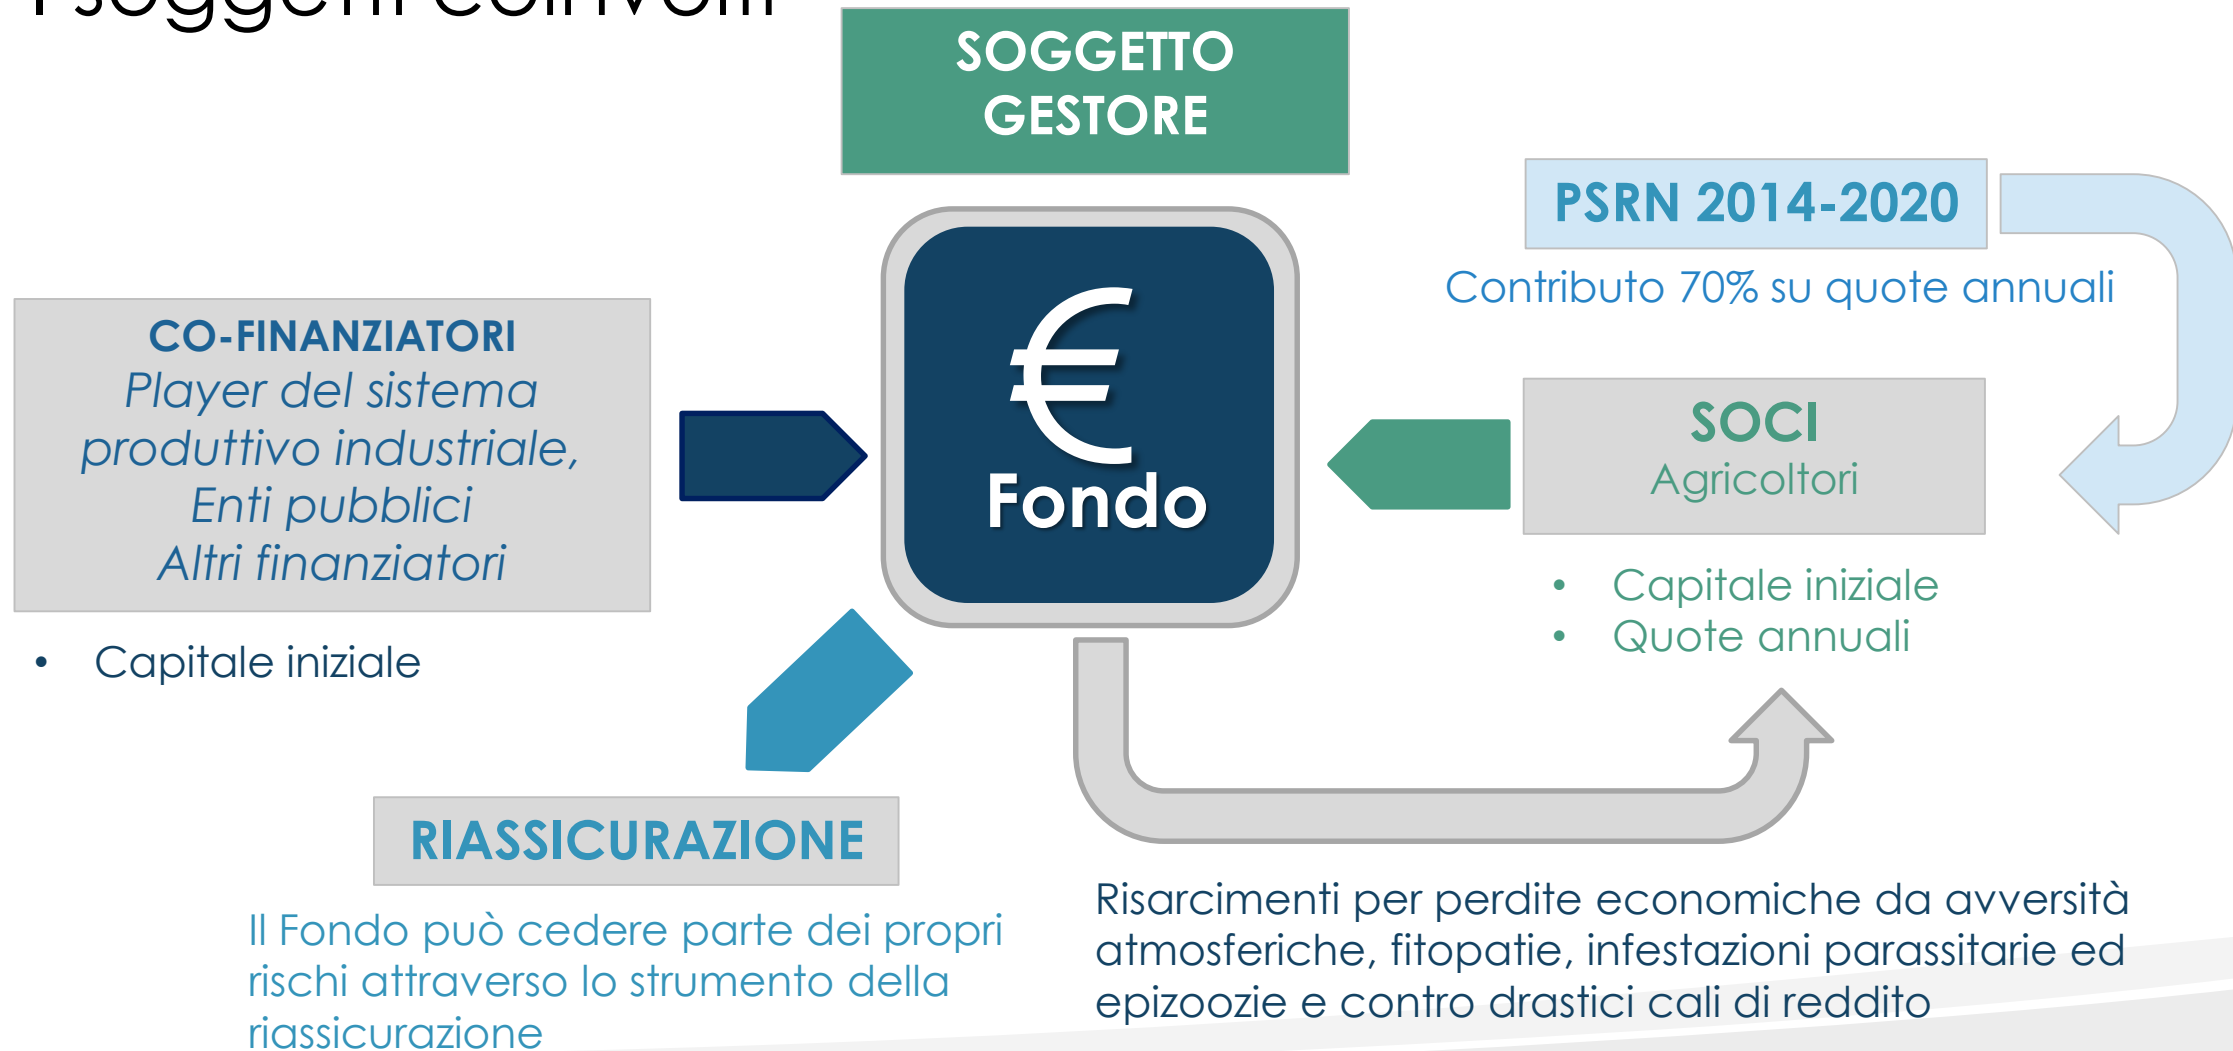 I soggetti coinvolti
SOGGETTO
GESTORE
PSRN 2014-2020
Contributo 70% su quote annuali
CO-FINANZIATORI
Player del sistema
produttivo industriale,
Enti pubblici
Altri finanziatori
• Capitale iniziale
€
Fondo
SOCI
Agricoltori
• Capitale iniziale
• Quote annuali
RIASSICURAZIONE
Il Fondo può cedere parte dei propri
rischi attraverso lo strumento della
riassicurazione
Risarcimenti per perdite economiche da avversità
atmosferiche, fitopatie, infestazioni parassitarie ed
epizoozie e contro drastici cali di reddito